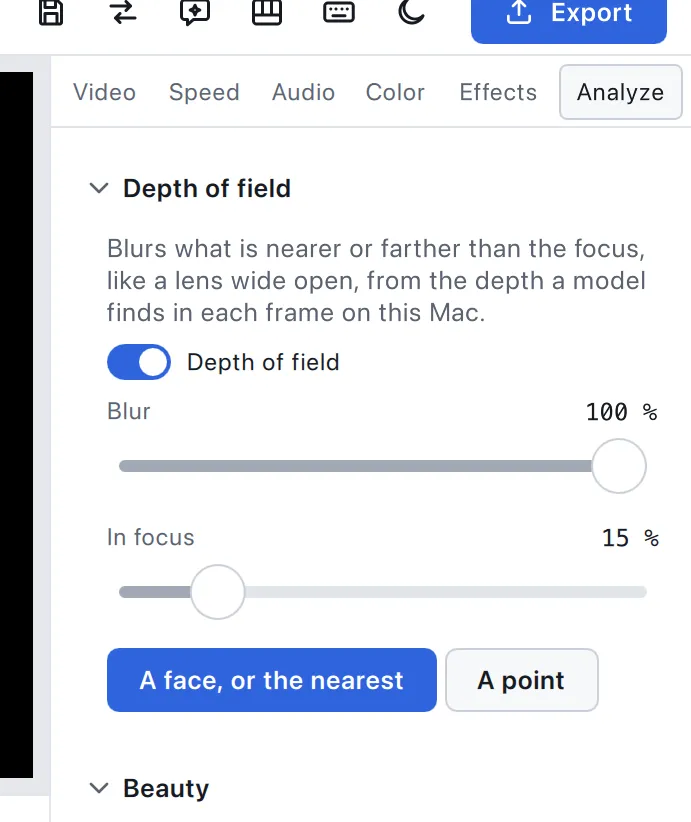 Export
Video Speed Audio Color Effects Analyze
Depth of field
Blurs what is nearer or farther than the focus,
like a lens wide open, from the depth a model
finds in each frame on this Mac.
Depth of field
Blur 100 %
In focus 15 %
A face, or the nearest A point
Beauty